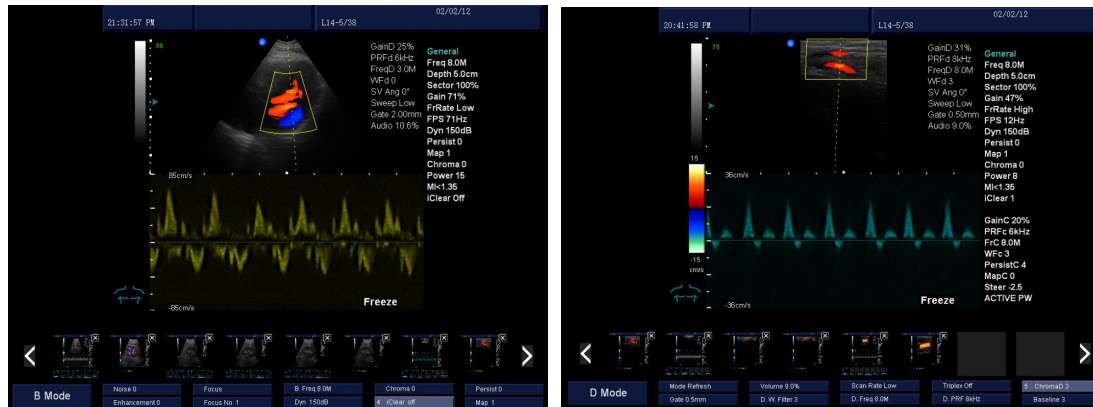 02/02/12
21:31:57 PM
L14-5/38
86
GainD 25%
PRFd 6kHz
FreqD 3.0M
WFd 0
SV Ang 0°
Sweep Low
Gate 2.00mm
Audio 10.6%
General
Freq 8.0M
Depth 5.0cm
Sector 100%
Gain 71%
FrRate Low
FPS 71Hz
Dyn 150dB
Persist 0
Map 1
Chroma 0
Power 15
MI<1.35
iClear Off
85cm/s
-85cm/s
Freeze
B Mode
Noise 0
Focus
B. Freq 8.0M
Chroma 0
Persist 0
Enhancement 0
Focus No. 1
Dyn 150dB
4 iClear off
Map 1
02/02/12
20:41:58 PM
L14-5/38
75
GainD 31%
PRFd 8kHz
FreqD 8.0M
WFd 3
SV Ang 0°
Sweep Low
Gate 0.50mm
Audio 9.0%
General
Freq 8.0M
Depth 5.0cm
Sector 100%
Gain 47%
FrRate High
FPS 12Hz
Dyn 150dB
Persist 0
Map 1
Chroma 0
Power 8
MI<1.35
iClear 1
GainC 20%
PRFc 6kHz
FrC 8.0M
WFc 3
PersistC 4
MapC 0
Steer -2.5
ACTIVE PW
15
-15
cm/s
36cm/s
-36cm/s
Freeze
D Mode
Mode Refresh
Volume 9.0%
Scan Rate Low
Triplex Off
5 ChromaD 3
Gate 0.5mm
D. W. Filter 3
D. Freq 8.0M
D. PRF 8kHz
Baseline 3